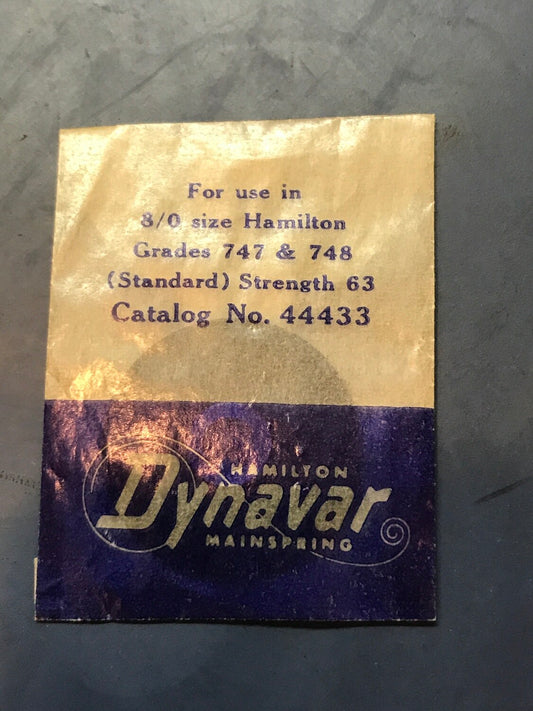 For use in
8/0 size Hamilton
Grades 747 & 748
(Standard) Strength 63
Catalog No. 44433
HAMILTON
Dynavar
MAINSPRING